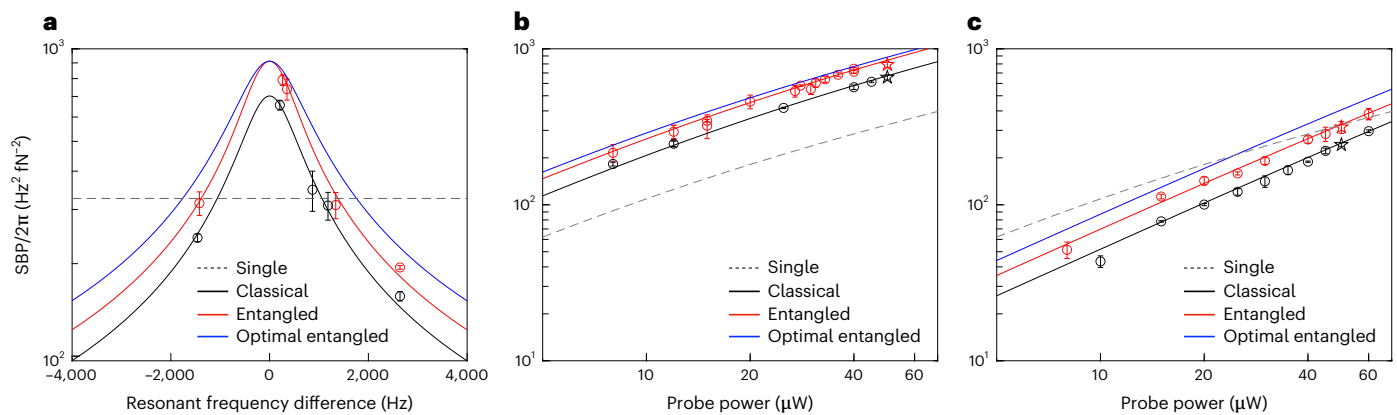 a
SBP/2π (Hz² fN⁻²)
10³
10²
–4,000 –2,000 0 2,000 4,000
Resonant frequency difference (Hz)
Single
Classical
Entangled
Optimal entangled
b
10³
10²
10¹
10 20 40 60
Probe power (μW)
Single
Classical
Entangled
Optimal entangled
c
10³
10²
10¹
10 20 40 60
Probe power (μW)
Single
Classical
Entangled
Optimal entangled